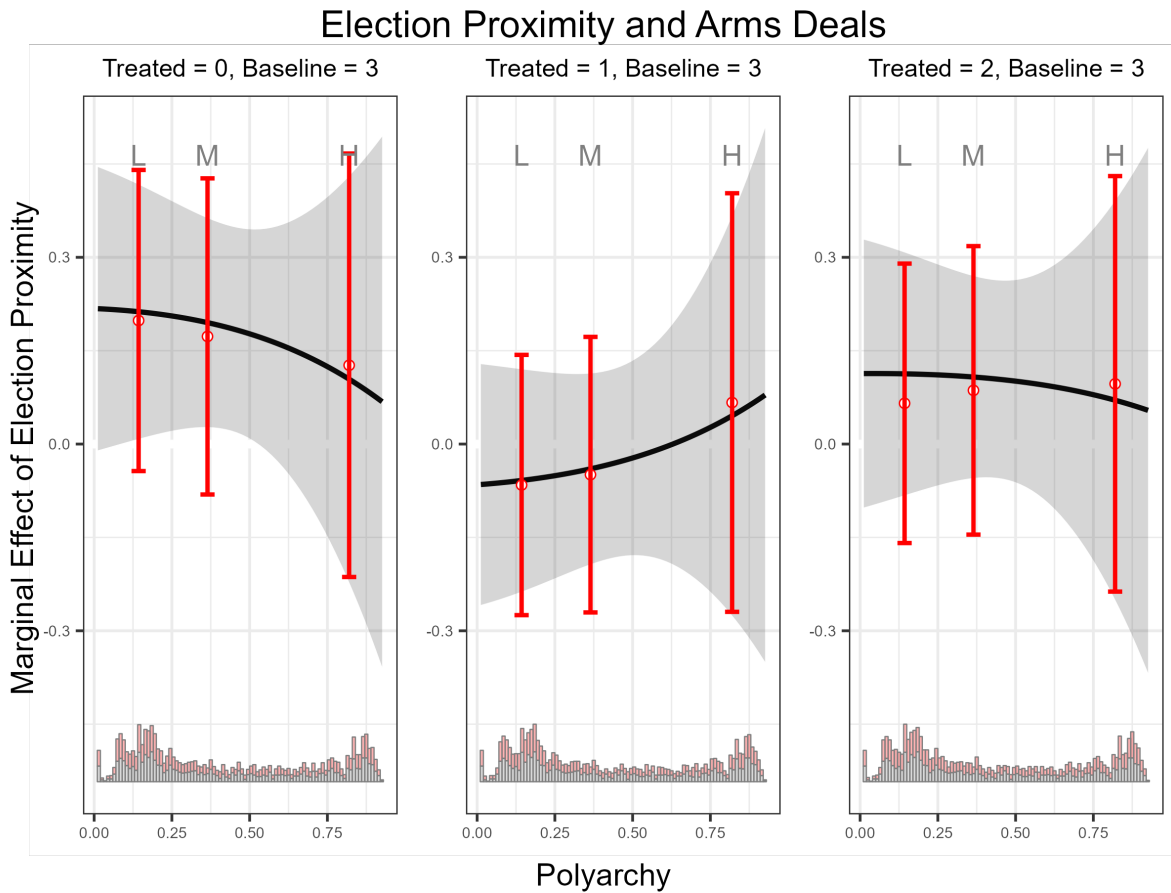 Election Proximity and Arms Deals
Treated = 0, Baseline = 3
Treated = 1, Baseline = 3
Treated = 2, Baseline = 3
L M H
L M H
L M H
0.3
0.0
-0.3
0.3
0.0
-0.3
0.3
0.0
-0.3
Marginal Effect of Election Proximity
0.00 0.25 0.50 0.75
0.00 0.25 0.50 0.75
0.00 0.25 0.50 0.75
Polyarchy